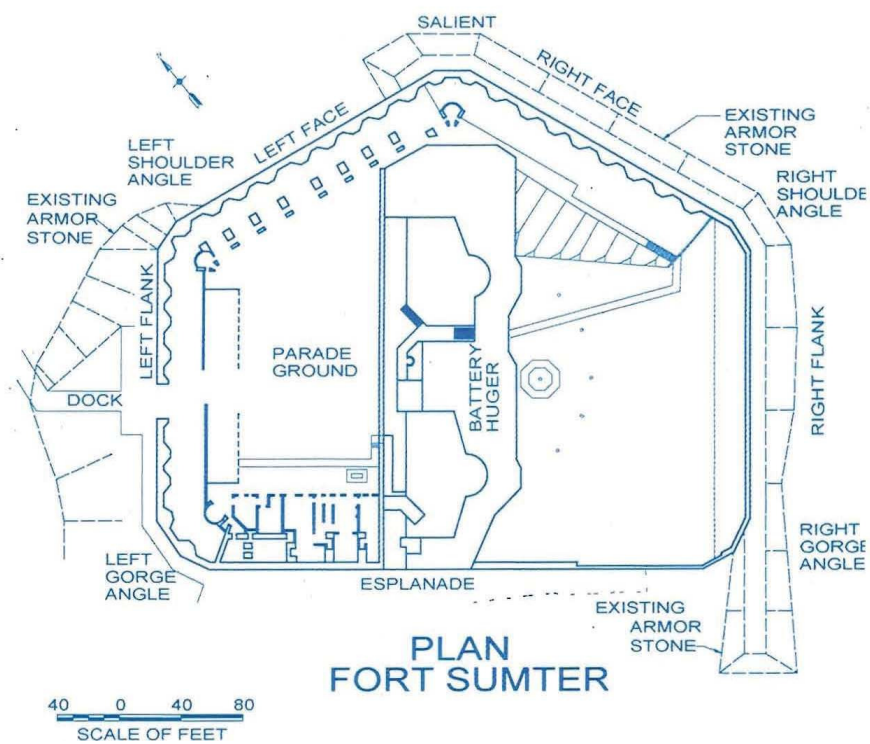 SALIENT
RIGHT FACE
LEFT FACE
EXISTING
ARMOR
STONE
LEFT
SHOULDER
ANGLE
RIGHT
SHOULDE
ANGLE
EXISTING
ARMOR
STONE
LEFT FLANK
PARADE
GROUND
BATTERY
HUGER
RIGHT FLANK
DOCK
LEFT
GORGE
ANGLE
ESPLANADE
RIGHT
GORGE
ANGLE
EXISTING
ARMOR
STONE
PLAN
FORT SUMTER
40 0 40 80
SCALE OF FEET